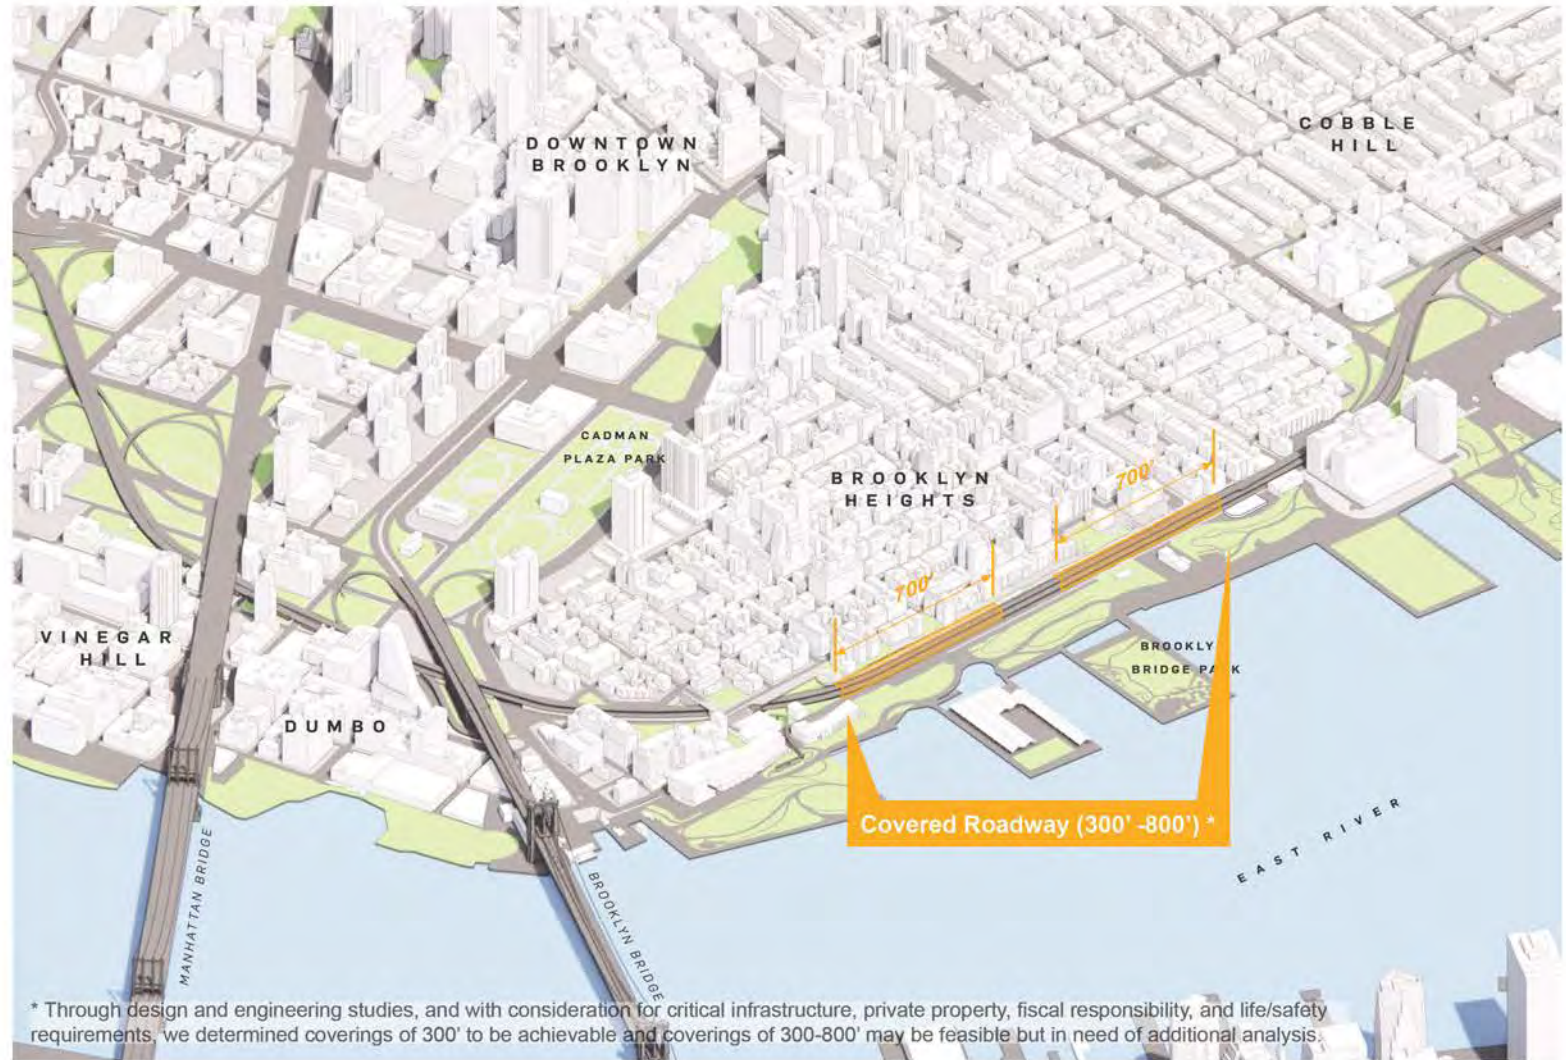 DOWNTOWN
BROOKLYN
COBBLE
HILL
CADMAN
PLAZA PARK
BROOKLYN
HEIGHTS
700'
700'
VINEGAR
HILL
DUMBO
BROOKLY
BRIDGE PA K
Covered Roadway (300' -800') *
EAST RIVER
MANHATTAN BRIDGE
BROOKLYN BRIDGE
* Through design and engineering studies, and with consideration for critical infrastructure, private property, fiscal responsibility, and life/safety
requirements, we determined coverings of 300' to be achievable and coverings of 300-800' may be feasible but in need of additional analysis.